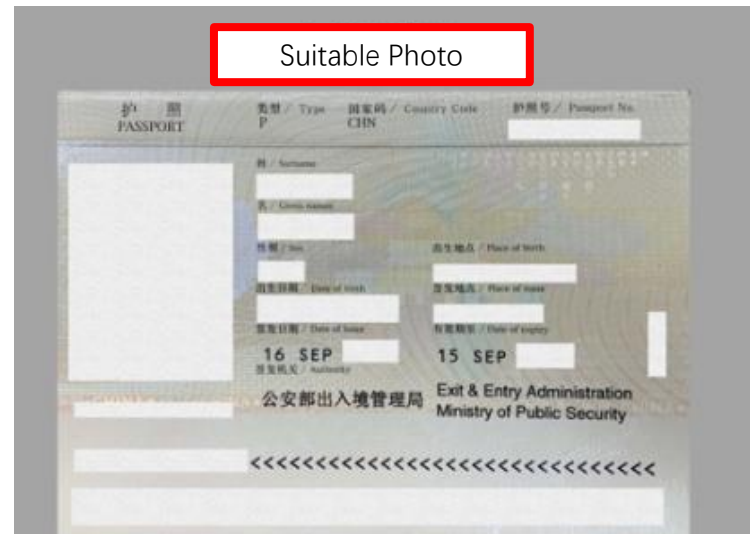 Suitable Photo
护 照 类型 / Type 国家码 / Country Code 护照号 / Passport No.
PASSPORT P CHN
姓 / Surname
名 / Given names
性别 / Sex 出生地点 / Place of birth
出生日期 / Date of birth 签发地点 / Place of issue
签发日期 / Date of issue 有效期至 / Date of expiry
16 SEP 15 SEP
签发机关 / Authority
公安部出入境管理局 Exit & Entry Administration
Ministry of Public Security
<<<<<<<<<<<<<<<<<<<<<<<<<<<<<<<